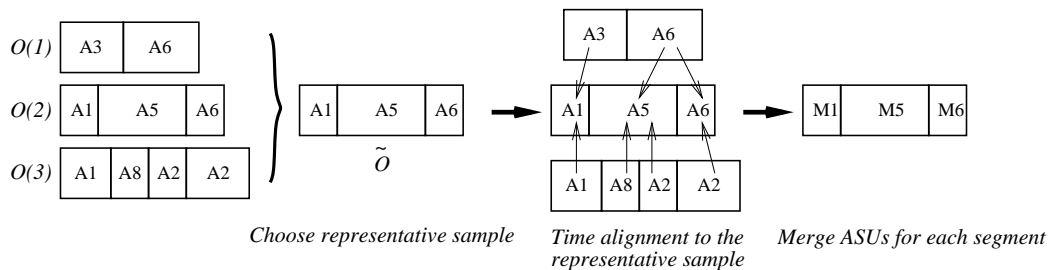 O(1) A3 A6
O(2) A1 A5 A6
O(3) A1 A8 A2 A2
A1 A5 A6
Õ
Choose representative sample
A3 A6
A1 A5 A6
A1 A8 A2 A2
Time alignment to the
representative sample
M1 M5 M6
Merge ASUs for each segment